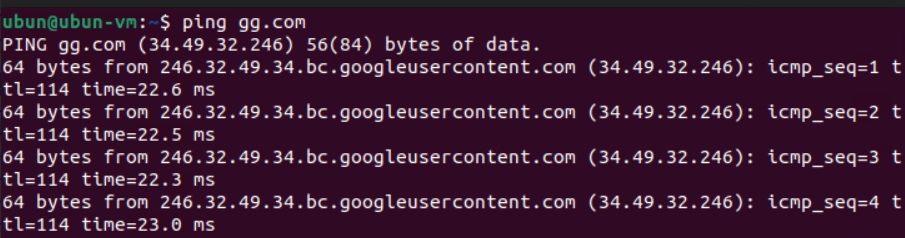 ubun@ubun-vm:~$ ping gg.com
PING gg.com (34.49.32.246) 56(84) bytes of data.
64 bytes from 246.32.49.34.bc.googleusercontent.com (34.49.32.246): icmp_seq=1 t
tl=114 time=22.6 ms
64 bytes from 246.32.49.34.bc.googleusercontent.com (34.49.32.246): icmp_seq=2 t
tl=114 time=22.5 ms
64 bytes from 246.32.49.34.bc.googleusercontent.com (34.49.32.246): icmp_seq=3 t
tl=114 time=22.3 ms
64 bytes from 246.32.49.34.bc.googleusercontent.com (34.49.32.246): icmp_seq=4 t
tl=114 time=23.0 ms